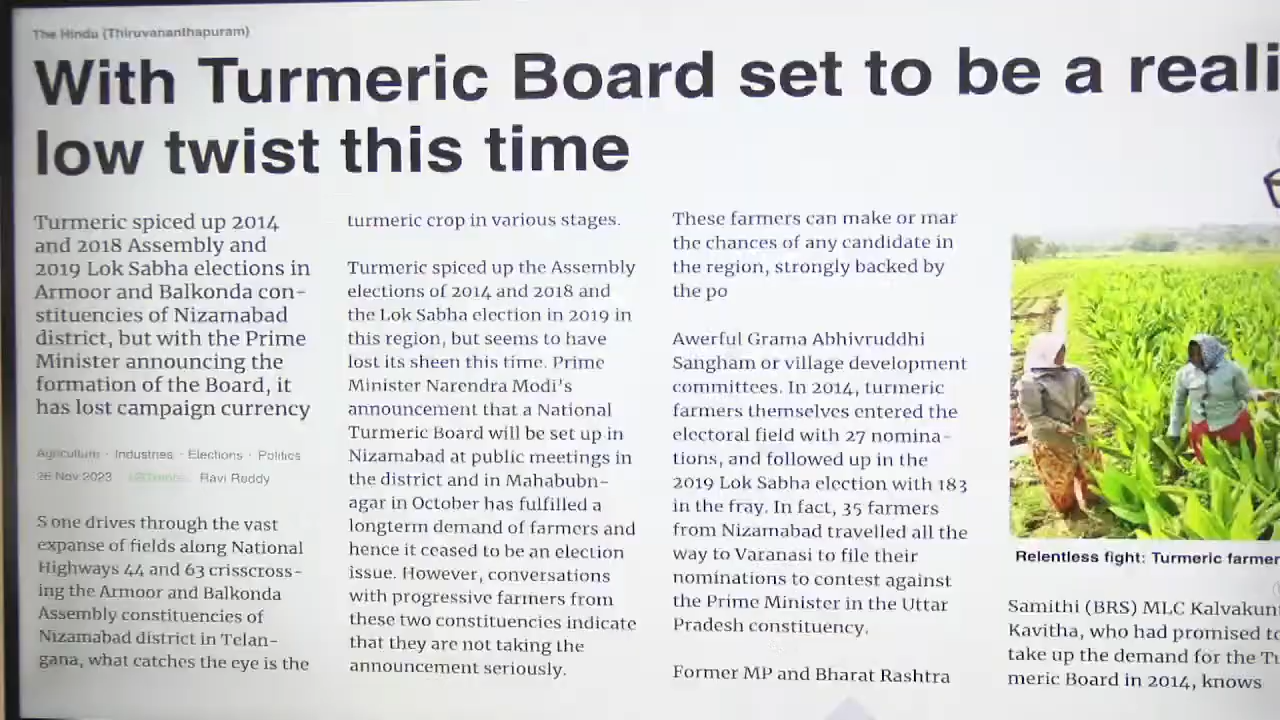 The Hindu (Thiruvananthapuram)
With Turmeric Board set to be a reali
low twist this time
Turmeric spiced up 2014
and 2018 Assembly and
2019 Lok Sabha elections in
Armoor and Balkonda con-
stituencies of Nizamabad
district, but with the Prime
Minister announcing the
formation of the Board, it
has lost campaign currency
Agriculture · Industries · Elections · Politics
26 Nov 2023 Ravi Reddy
S one drives through the vast
expanse of fields along National
Highways 44 and 63 crisscross-
ing the Armoor and Balkonda
Assembly constituencies of
Nizamabad district in Telan-
gana, what catches the eye is the
turmeric crop in various stages.
Turmeric spiced up the Assembly
elections of 2014 and 2018 and
the Lok Sabha election in 2019 in
this region, but seems to have
lost its sheen this time. Prime
Minister Narendra Modi's
announcement that a National
Turmeric Board will be set up in
Nizamabad at public meetings in
the district and in Mahabubn-
agar in October has fulfilled a
longterm demand of farmers and
hence it ceased to be an election
issue. However, conversations
with progressive farmers from
these two constituencies indicate
that they are not taking the
announcement seriously.
These farmers can make or mar
the chances of any candidate in
the region, strongly backed by
the po
Awerful Grama Abhivruddhi
Sangham or village development
committees. In 2014, turmeric
farmers themselves entered the
electoral field with 27 nomina-
tions, and followed up in the
2019 Lok Sabha election with 183
in the fray. In fact, 35 farmers
from Nizamabad travelled all the
way to Varanasi to file their
nominations to contest against
the Prime Minister in the Uttar
Pradesh constituency.
Former MP and Bharat Rashtra
Relentless fight: Turmeric farmer
Samithi (BRS) MLC Kalvakun
Kavitha, who had promised to
take up the demand for the Tu
meric Board in 2014, knows